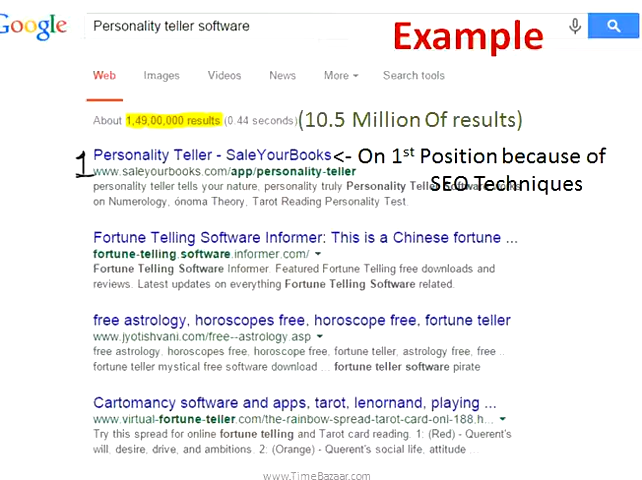 Google
Personality teller software
Example
Web Images Videos News More Search tools
About 1,49,00,000 results (0.44 seconds)(10.5 Million Of results)
1 Personality Teller - SaleYourBooks<- On 1st Position because of
www.saleyourbooks.com/app/personality-teller
SEO Techniques
personality teller tells your nature, personality truly Personality Teller Software works
on Numerology, ónoma Theory, Tarot Reading Personality Test.
Fortune Telling Software Informer: This is a Chinese fortune ...
fortune-telling.software.informer.com/
Fortune Telling Software Informer. Featured Fortune Telling free downloads and
reviews. Latest updates on everything Fortune Telling Software related.
free astrology, horoscopes free, horoscope free, fortune teller
www.jyotishvani.com/free--astrology.asp
free astrology, horoscopes free, horoscope free, fortune teller, astrology free, free ..
fortune teller mystical free software download ... fortune teller software pirate
Cartomancy software and apps, tarot, lenornand, playing ...
www.virtual-fortune-teller.com/the-rainbow-spread-tarot-card-onl-188.h...
Try this spread for online fortune telling and Tarot card reading. 1: (Red) - Querent's
will, desire, drive, and ambitions. 2: (Orange) - Querent's social life, attitude ...
www.TimeBazaar.com